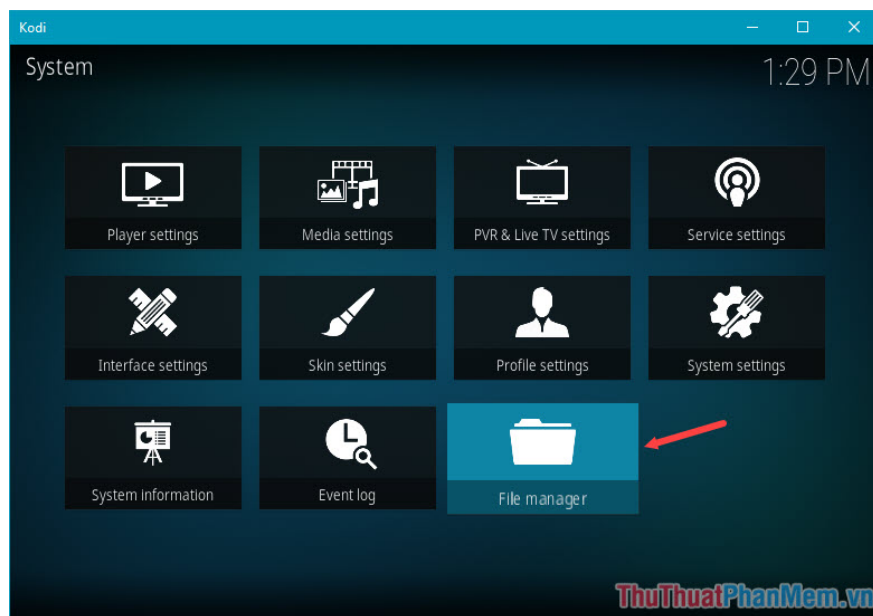 Kodi
System
1:29 PM
Player settings
Media settings
PVR & Live TV settings
Service settings
Interface settings
Skin settings
Profile settings
System settings
System information
Event log
File manager
ThuThuatPhanMem.vn